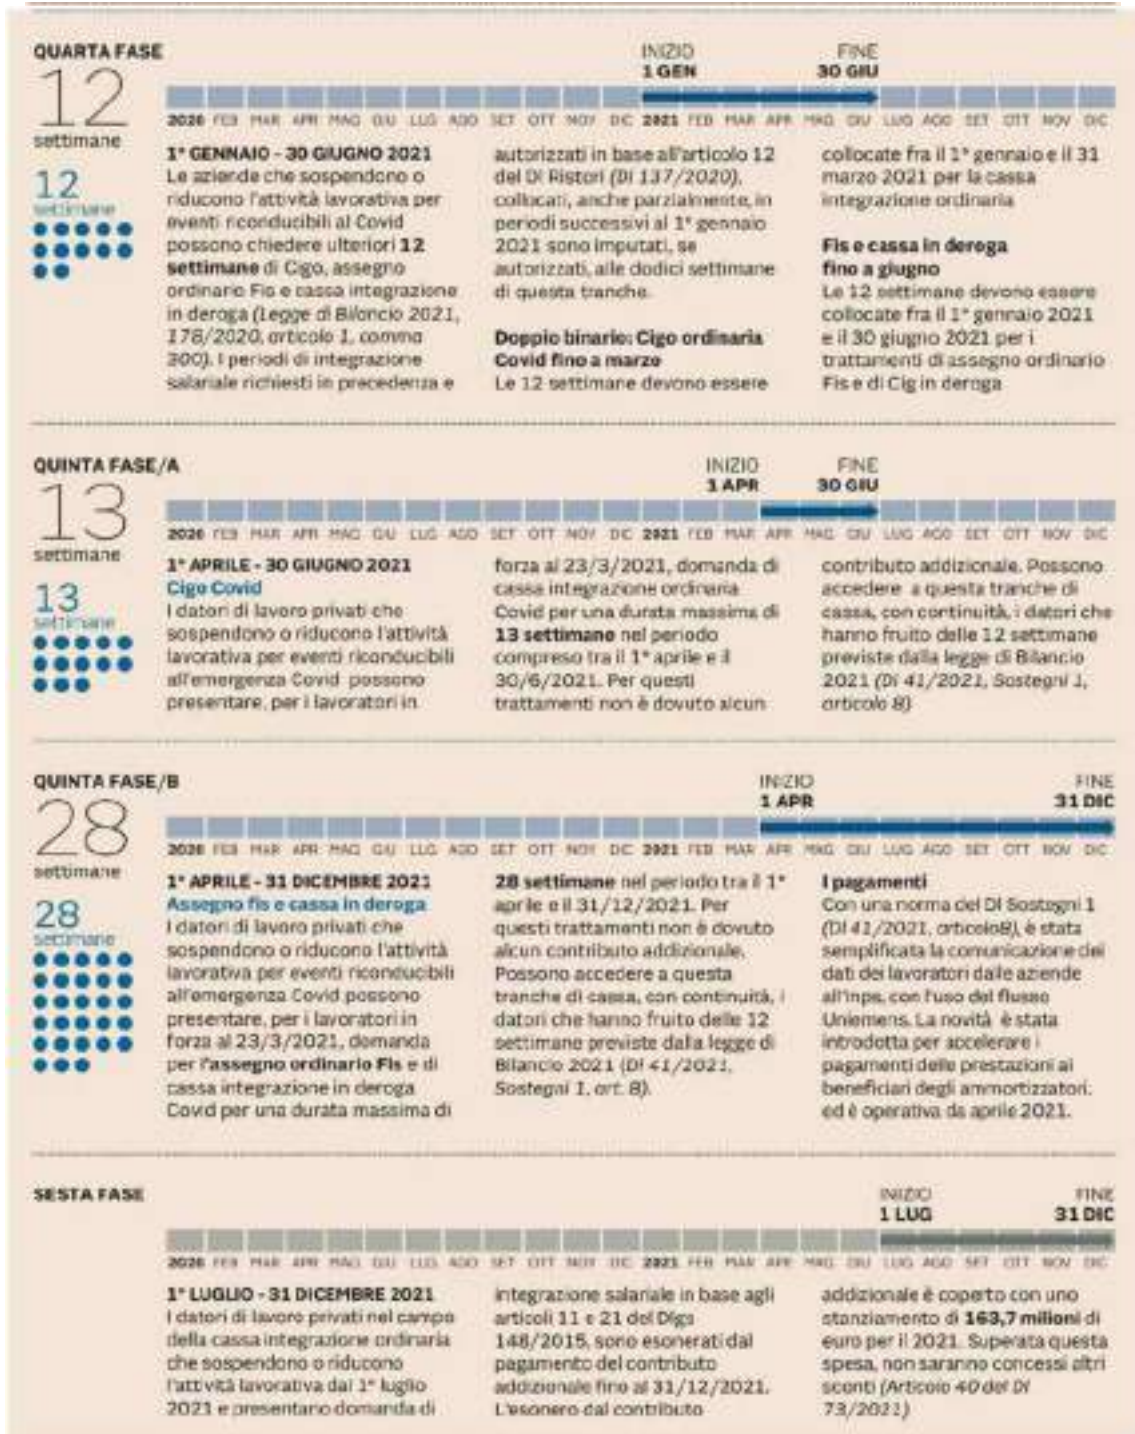 QUARTA FASE
12
settimane
12
settimane
INIZIO
1 GEN
FINE
30 GIU
2020 FEB MAR APR MAG GIU LUG AGO SET OTT NOV DIC 2021 FEB MAR APR MAG GIU LUG AGO SET OTT NOV DIC
1° GENNAIO - 30 GIUGNO 2021
Le aziende che sospendono o
riducono l'attività lavorativa per
eventi riconducibili al Covid
possono chiedere ulteriori 12
settimane di Cigo, assegno
ordinario Fis e cassa integrazione
in deroga (Legge di Bilancio 2021,
178/2020, articolo 1, comma
300). I periodi di integrazione
salariale richiesti in precedenza e
autorizzati in base all'articolo 12
del Dl Ristori (Dl 137/2020),
collocati, anche parzialmente, in
periodi successivi al 1° gennaio
2021 sono imputati, se
autorizzati, alle dodici settimane
di questa tranche.
Doppio binario: Cigo ordinaria
Covid fino a marzo
Le 12 settimane devono essere
collocate fra il 1° gennaio e il 31
marzo 2021 per la cassa
integrazione ordinaria
Fis e cassa in deroga
fino a giugno
Le 12 settimane devono essere
collocate fra il 1° gennaio 2021
e il 30 giugno 2021 per i
trattamenti di assegno ordinario
Fis e di Cig in deroga
QUINTA FASE/A
13
settimane
13
settimane
INIZIO
1 APR
FINE
30 GIU
2020 FEB MAR APR MAG GIU LUG AGO SET OTT NOV DIC 2021 FEB MAR APR MAG GIU LUG AGO SET OTT NOV DIC
1° APRILE - 30 GIUGNO 2021
Cigo Covid
I datori di lavoro privati che
sospendono o riducono l'attività
lavorativa per eventi riconducibili
all'emergenza Covid possono
presentare, per i lavoratori in
forza al 23/3/2021, domanda di
cassa integrazione ordinaria
Covid per una durata massima di
13 settimane nel periodo
compreso tra il 1° aprile e il
30/6/2021. Per questi
trattamenti non è dovuto alcun
contributo addizionale. Possono
accedere a questa tranche di
cassa, con continuità, i datori che
hanno fruito delle 12 settimane
previste dalla legge di Bilancio
2021 (Dl 41/2021, Sostegni 1,
articolo 8)
QUINTA FASE/B
28
settimane
28
settimane
INIZIO
1 APR
FINE
31 DIC
2020 FEB MAR APR MAG GIU LUG AGO SET OTT NOV DIC 2021 FEB MAR APR MAG GIU LUG AGO SET OTT NOV DIC
1° APRILE - 31 DICEMBRE 2021
Assegno fis e cassa in deroga
I datori di lavoro privati che
sospendono o riducono l'attività
lavorativa per eventi riconducibili
all'emergenza Covid possono
presentare, per i lavoratori in
forza al 23/3/2021, domanda
per l'assegno ordinario Fis e di
cassa integrazione in deroga
Covid per una durata massima di
28 settimane nel periodo tra il 1°
aprile e il 31/12/2021. Per
questi trattamenti non è dovuto
alcun contributo addizionale.
Possono accedere a questa
tranche di cassa, con continuità, i
datori che hanno fruito delle 12
settimane previste dalla legge di
Bilancio 2021 (Dl 41/2021,
Sostegni 1, art. 8).
I pagamenti
Con una norma del Dl Sostegni 1
(Dl 41/2021, articolo8), è stata
semplificata la comunicazione dei
dati dei lavoratori dalle aziende
all'inps, con l'uso del flusso
Uniemens. La novità è stata
introdotta per accelerare i
pagamenti delle prestazioni ai
beneficiari degli ammortizzatori.
ed è operativa da aprile 2021.
SESTA FASE
INIZIO
1 LUG
FINE
31 DIC
2020 FEB MAR APR MAG GIU LUG AGO SET OTT NOV DIC 2021 FEB MAR APR MAG GIU LUG AGO SET OTT NOV DIC
1° LUGLIO - 31 DICEMBRE 2021
I datori di lavoro privati nel campo
della cassa integrazione ordinaria
che sospendono o riducono
l'attività lavorativa dal 1° luglio
2021 e presentano domanda di
integrazione salariale in base agli
articoli 11 e 21 del Dlgs
148/2015, sono esonerati dal
pagamento del contributo
addizionale fino al 31/12/2021.
L'esonero dal contributo
addizionale è coperto con uno
stanziamento di 163,7 milioni di
euro per il 2021. Superata questa
spesa, non saranno concessi altri
sconti (Articolo 40 del Dl
73/2021)